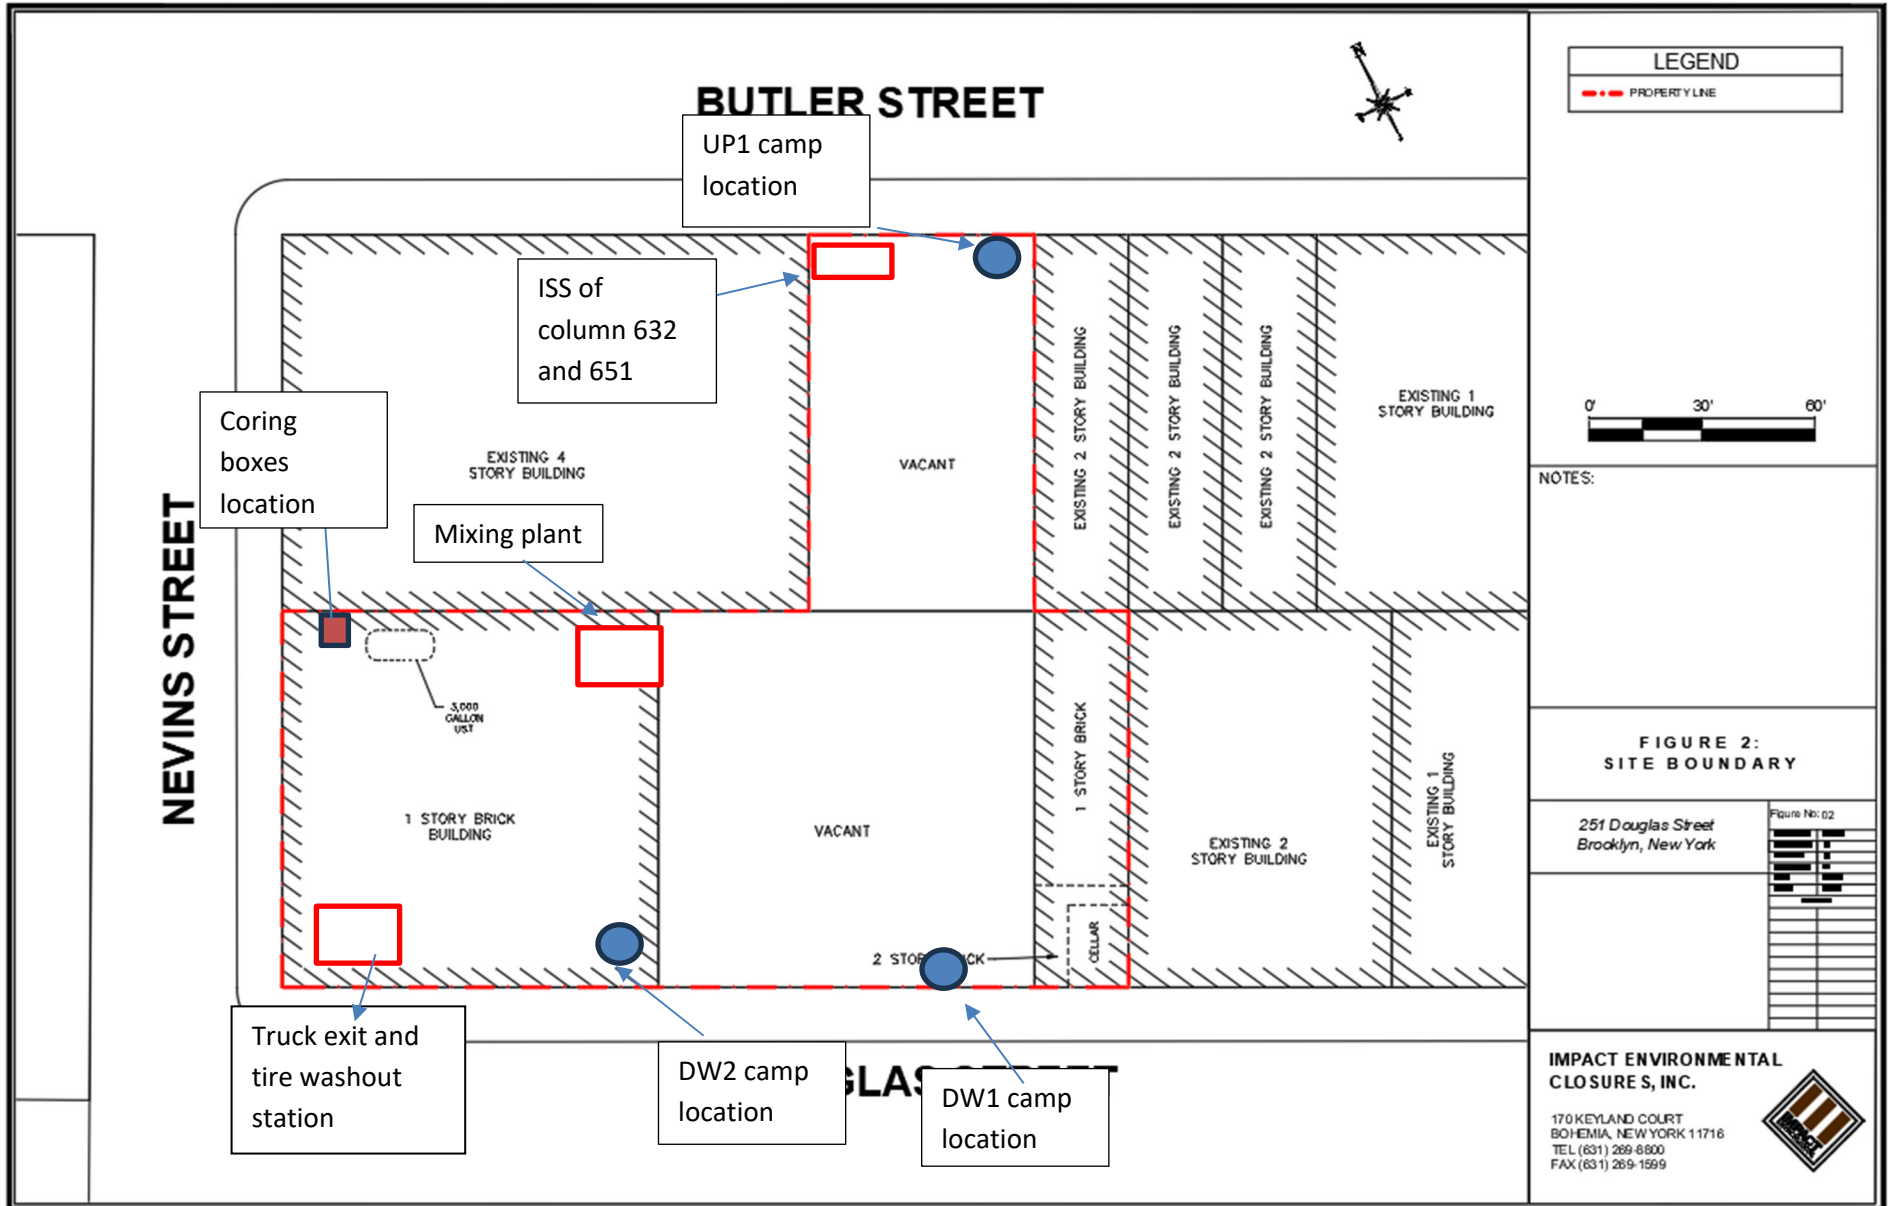 BUTLER STREET
UP1 camp
location
N
ISS of
column 632
and 651
Coring
boxes
location
EXISTING 4
STORY BUILDING
Mixing plant
VACANT
EXISTING 2 STORY BUILDING
EXISTING 2 STORY BUILDING
EXISTING 2 STORY BUILDING
EXISTING 1
STORY BUILDING
NEVINS STREET
3,000
GALLON
UST
1 STORY BRICK
BUILDING
VACANT
1 STORY BRICK
2 STOR
CK
CELLAR
EXISTING 2
STORY BUILDING
EXISTING 1
STORY BUILDING
Truck exit and
tire washout
station
DW2 camp
location
GLAS
DW1 camp
location
LEGEND
PROPERTY LINE
0' 30' 60'
NOTES:
FIGURE 2:
SITE BOUNDARY
251 Douglas Street
Brooklyn, New York
Figure No: 02
IMPACT ENVIRONMENTAL
CLOSURES, INC.
170 KEYLAND COURT
BOHEMIA, NEW YORK 11716
TEL (631) 269-8800
FAX (631) 269-1599
IMPACT